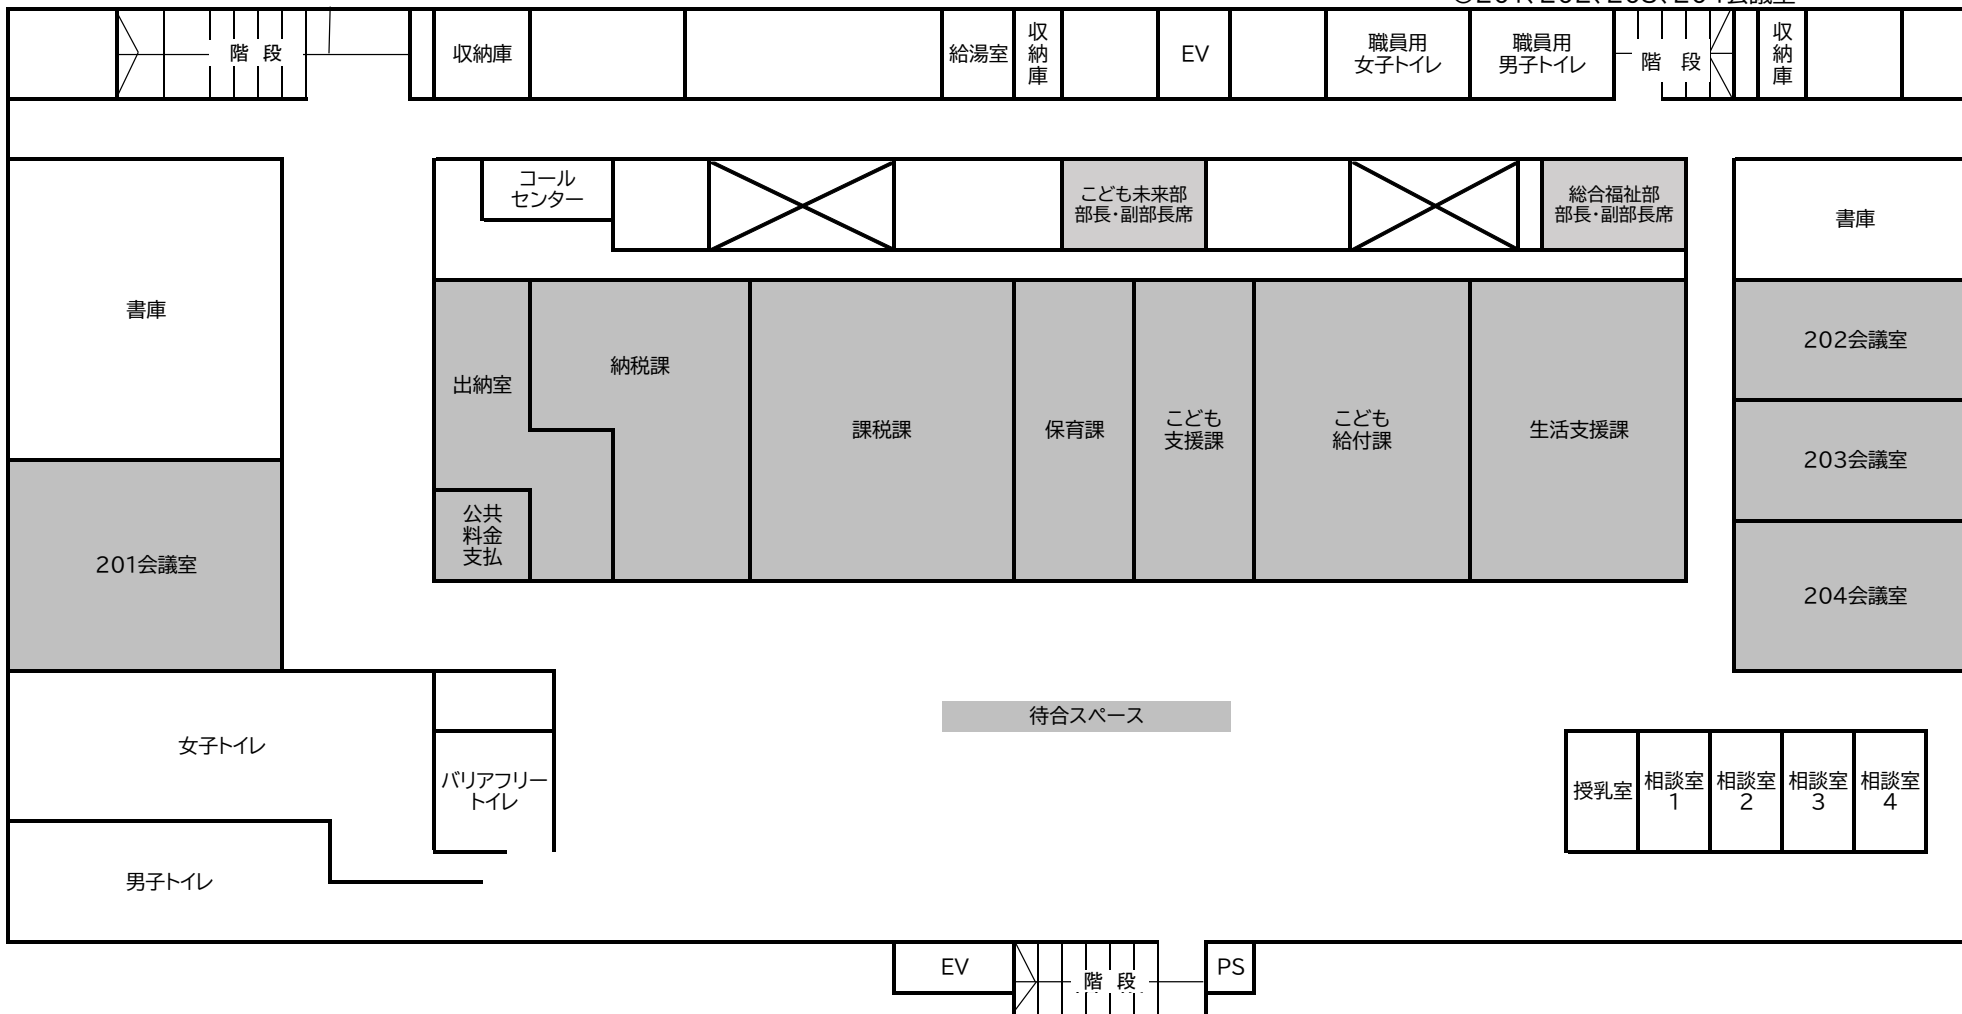 ○201、202、203、204会議室
階 段
収納庫
給湯室
収
納
庫
EV
職員用
女子トイレ
職員用
男子トイレ
階 段
収
納
庫
コール
センター
こども未来部
部長・副部長席
総合福祉部
部長・副部長席
書庫
書庫
出納室
納税課
課税課
保育課
こども
支援課
こども
給付課
生活支援課
202会議室
203会議室
204会議室
公共
料金
支払
201会議室
待合スペース
女子トイレ
バリアフリー
トイレ
男子トイレ
授乳室
相談室
1
相談室
2
相談室
3
相談室
4
EV
階 段
PS